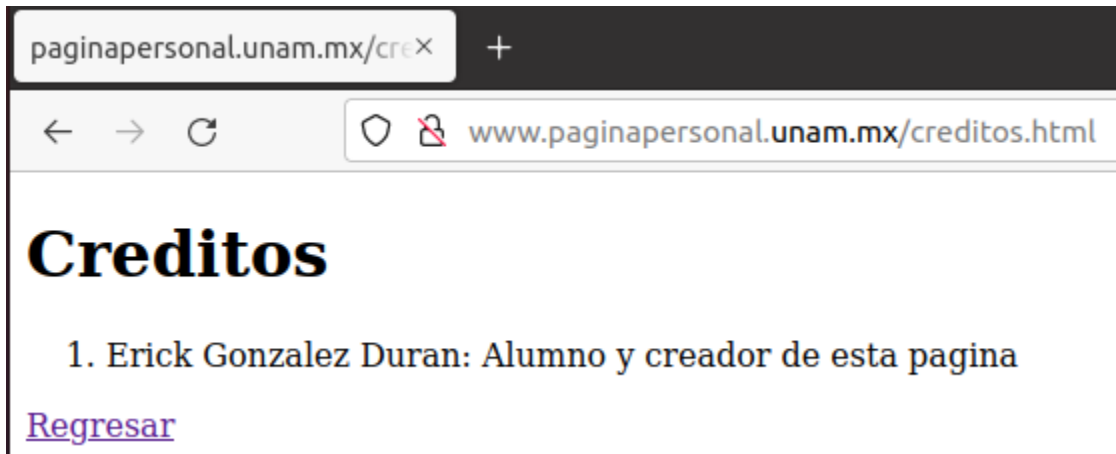 paginapersonal.unam.mx/cre
www.paginapersonal.unam.mx/creditos.html
Creditos
1. Erick Gonzalez Duran: Alumno y creador de esta pagina
Regresar